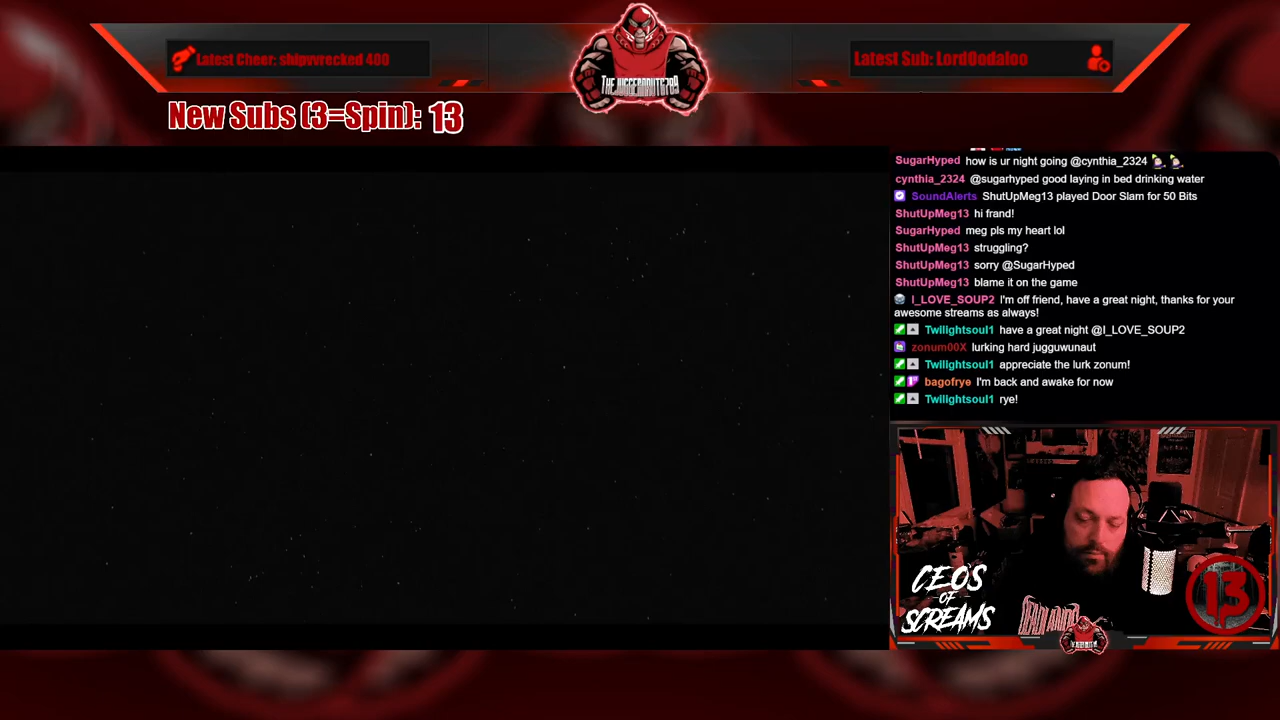 Latest Cheer: shipvvrecked 400
THEJUGGERNAUT6789
Latest Sub: LordOodaloo
New Subs (3=Spin): 13
SugarHyped how is ur night going @cynthia_2324
cynthia_2324 @sugarhyped good laying in bed drinking water
SoundAlerts ShutUpMeg13 played Door Slam for 50 Bits
ShutUpMeg13 hi frand!
SugarHyped meg pls my heart lol
ShutUpMeg13 struggling?
ShutUpMeg13 sorry @SugarHyped
ShutUpMeg13 blame it on the game
I_LOVE_SOUP2 I'm off friend, have a great night, thanks for your
awesome streams as always!
Twilightsoul1 have a great night @I_LOVE_SOUP2
zonum00X lurking hard jugguwunaut
Twilightsoul1 appreciate the lurk zonum!
bagofrye I'm back and awake for now
Twilightsoul1 rye!
CEOS
OF
SCREAMS
13